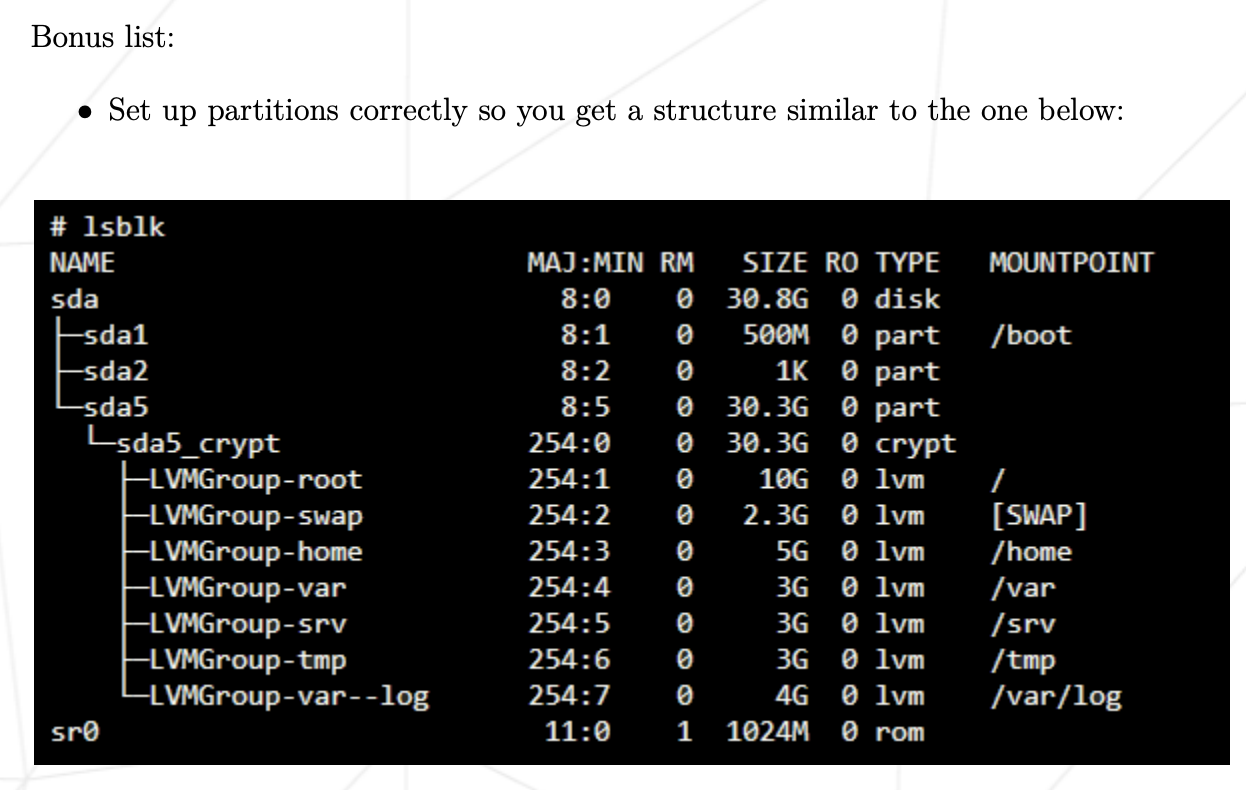 Bonus list:
• Set up partitions correctly so you get a structure similar to the one below:
# lsblk
NAME                    MAJ:MIN RM   SIZE RO TYPE   MOUNTPOINT
sda                       8:0    0  30.8G  0 disk
├─sda1                    8:1    0   500M  0 part   /boot
├─sda2                    8:2    0     1K  0 part
└─sda5                    8:5    0  30.3G  0 part
  └─sda5_crypt          254:0    0  30.3G  0 crypt
    ├─LVMGroup-root     254:1    0    10G  0 lvm    /
    ├─LVMGroup-swap     254:2    0   2.3G  0 lvm    [SWAP]
    ├─LVMGroup-home     254:3    0     5G  0 lvm    /home
    ├─LVMGroup-var      254:4    0     3G  0 lvm    /var
    ├─LVMGroup-srv      254:5    0     3G  0 lvm    /srv
    ├─LVMGroup-tmp      254:6    0     3G  0 lvm    /tmp
    └─LVMGroup-var--log 254:7    0     4G  0 lvm    /var/log
sr0                      11:0    1  1024M  0 rom